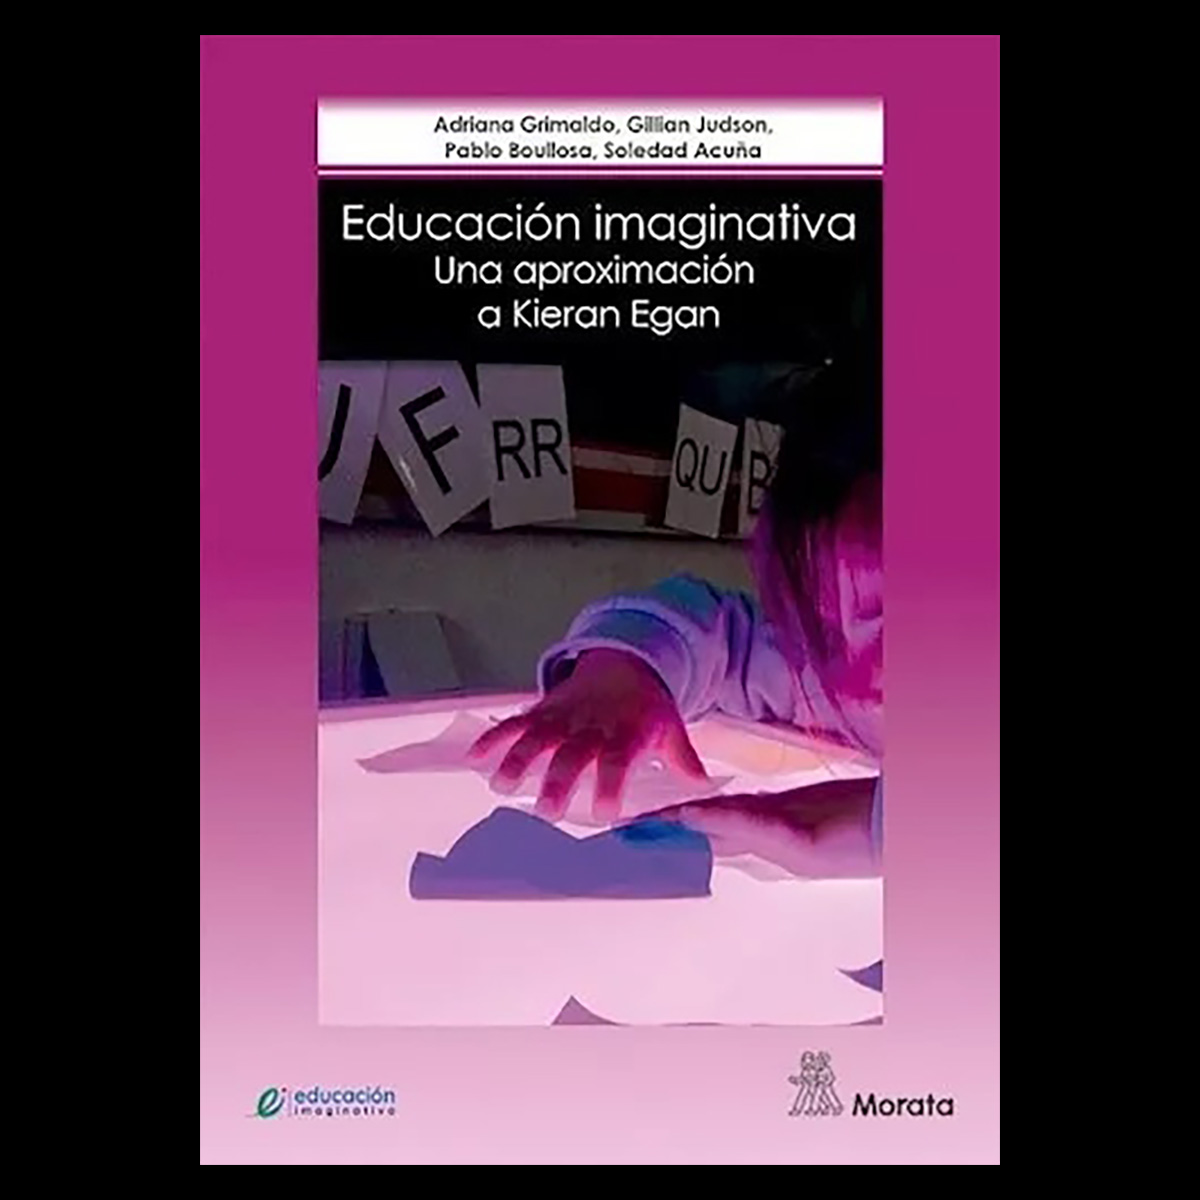 Adriana Grimaldo, Gillian Judson,
Pablo Boullosa, Soledad Acuña
Educación imaginativa
Una aproximación
a Kieran Egan
F
RR
QU
B
educación
imaginativa
Morata